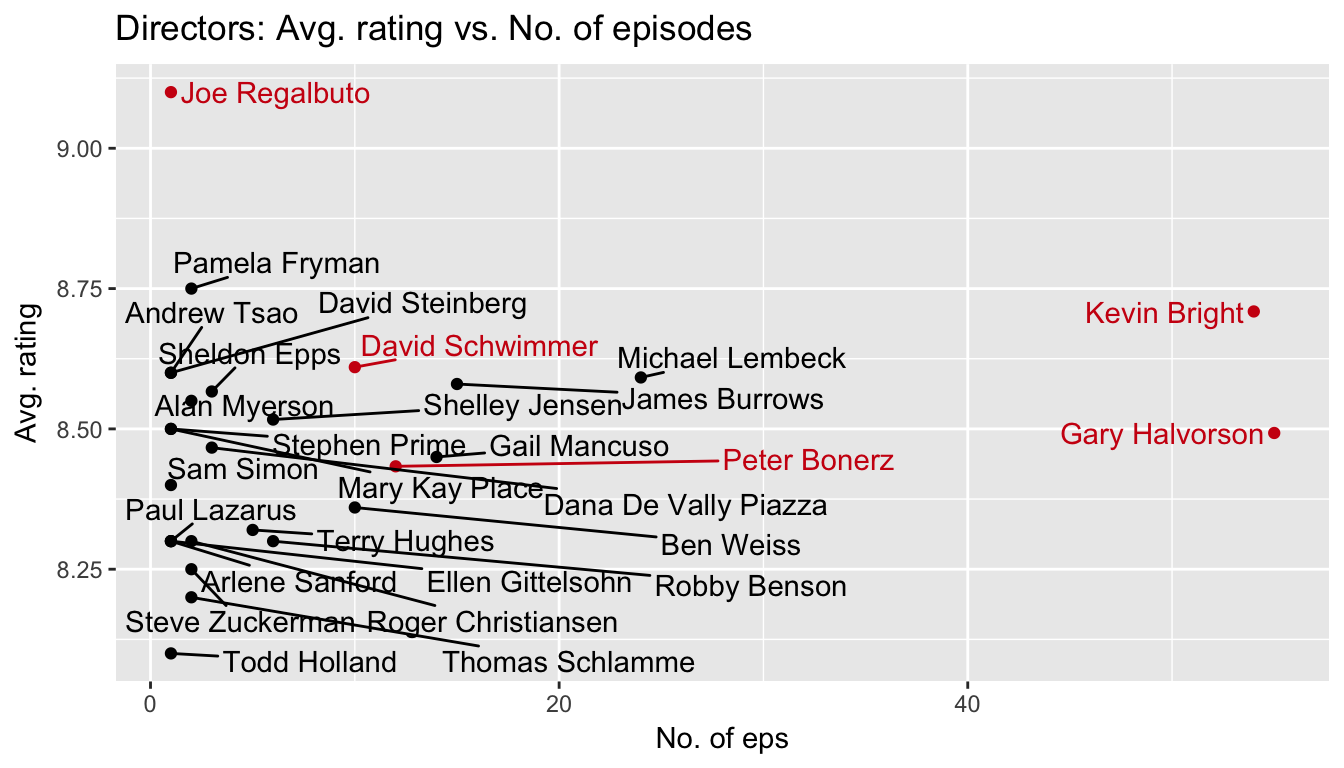 Directors: Avg. rating vs. No. of episodes
Joe Regalbuto
9.00
Pamela Fryman
8.75
David Steinberg
Andrew Tsao
Kevin Bright
David Schwimmer
Sheldon Epps
Michael Lembeck
Avg. rating
James Burrows
Alan Myerson
Shelley Jensen
8.50
Gary Halvorson
Stephen Prime
Gail Mancuso
Peter Bonerz
Sam Simon
Mary Kay Place
Dana De Vally Piazza
Paul Lazarus
Terry Hughes
Ben Weiss
8.25
Arlene Sanford
Ellen Gittelsohn
Robby Benson
Steve Zuckerman
Roger Christiansen
Todd Holland
Thomas Schlamme
0
20
40
No. of eps